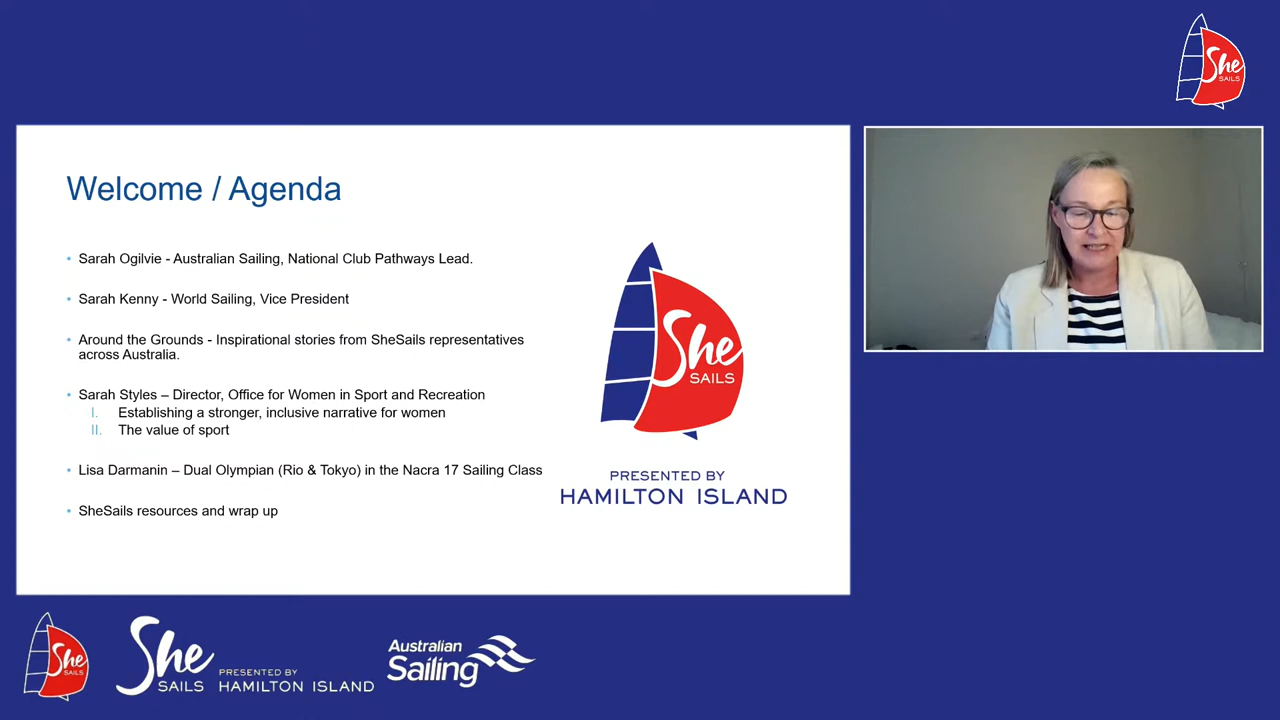 She
SAILS
Welcome / Agenda
• Sarah Ogilvie - Australian Sailing, National Club Pathways Lead.
• Sarah Kenny - World Sailing, Vice President
• Around the Grounds - Inspirational stories from SheSails representatives
across Australia.
• Sarah Styles – Director, Office for Women in Sport and Recreation
I. Establishing a stronger, inclusive narrative for women
II. The value of sport
• Lisa Darmanin – Dual Olympian (Rio & Tokyo) in the Nacra 17 Sailing Class
• SheSails resources and wrap up
She
SAILS
PRESENTED BY
HAMILTON ISLAND
She
SAILS
She
SAILS
PRESENTED BY
HAMILTON ISLAND
Australian
Sailing